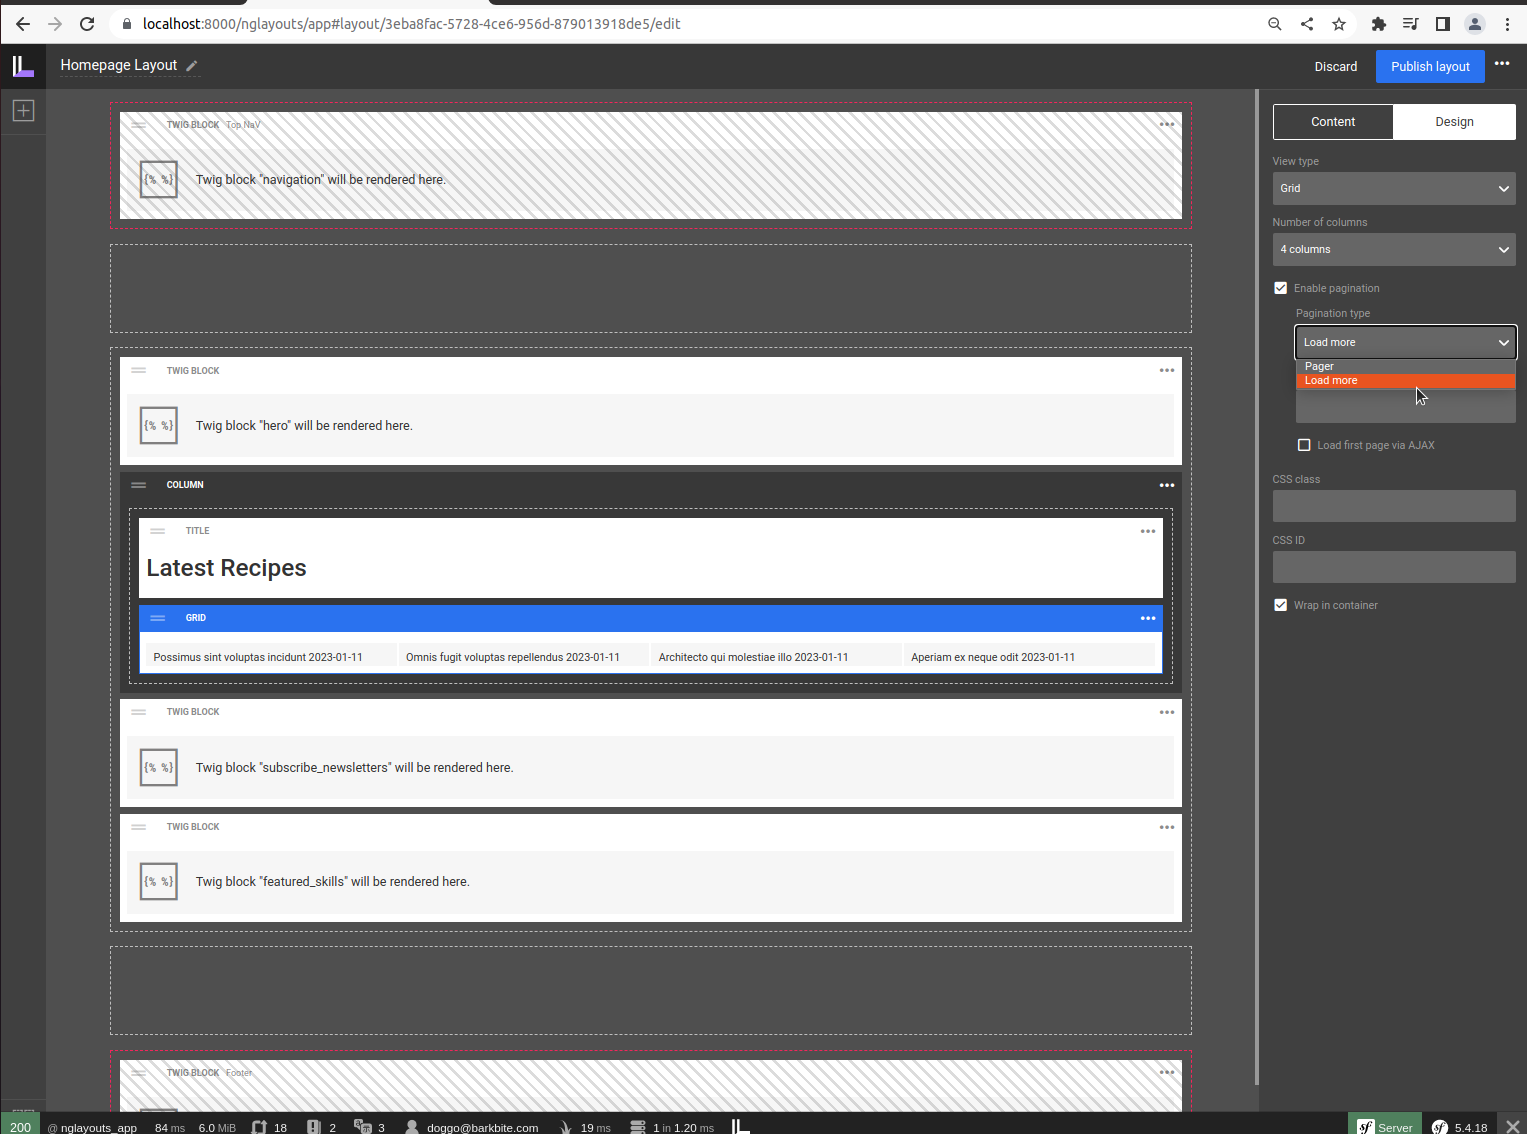 localhost:8000/nglayouts/app#layout/3eba8fac-5728-4ce6-956d-879013918de5/edit
Homepage Layout
Discard
Publish layout
TWIG BLOCK Top NaV
{% %}
Twig block "navigation" will be rendered here.
TWIG BLOCK
{% %}
Twig block "hero" will be rendered here.
COLUMN
TITLE
Latest Recipes
GRID
Possimus sint voluptas incidunt 2023-01-11
Omnis fugit voluptas repellendus 2023-01-11
Architecto qui molestiae illo 2023-01-11
Aperiam ex neque odit 2023-01-11
TWIG BLOCK
{% %}
Twig block "subscribe_newsletters" will be rendered here.
TWIG BLOCK
{% %}
Twig block "featured_skills" will be rendered here.
TWIG BLOCK Footer
Content
Design
View type
Grid
Number of columns
4 columns
Enable pagination
Pagination type
Load more
Pager
Load more
Load first page via AJAX
CSS class
CSS ID
Wrap in container
200 @ nglayouts_app 84 ms 6.0 MiB 18 2 3 doggo@barkbite.com 19 ms 1 in 1.20 ms sf Server sf 5.4.18